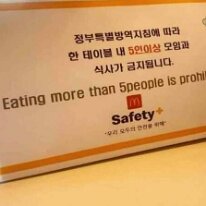 정부특별방역지침에 따라
한 테이블 내 5인이상 모임과
식사가 금지됩니다.
Eating more than 5people is prohi
Safety+
"우리 모두의 안전을 위해"